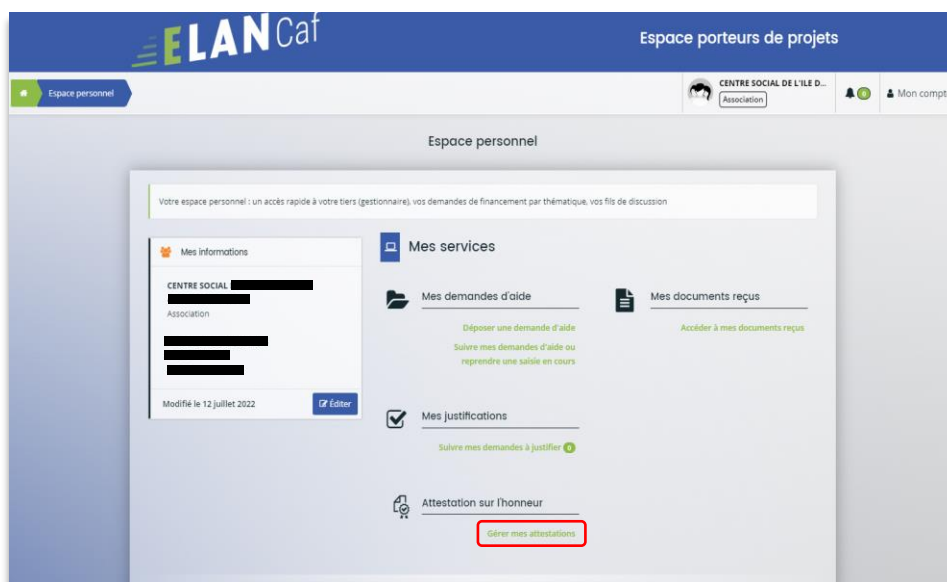 ELAN Caf
Espace porteurs de projets
Espace personnel
CENTRE SOCIAL DE L'ILE D...
Association
0
Mon compt
Espace personnel
Votre espace personnel : un accès rapide à votre tiers (gestionnaire), vos demandes de financement par thématique, vos fils de discussion
Mes informations
CENTRE SOCIAL
Association
Modifié le 12 juillet 2022
Éditer
Mes services
Mes demandes d'aide
Déposer une demande d'aide
Suivre mes demandes d'aide ou
reprendre une saisie en cours
Mes documents reçus
Accéder à mes documents reçus
Mes justifications
Suivre mes demandes à justifier 0
Attestation sur l'honneur
Gérer mes attestations